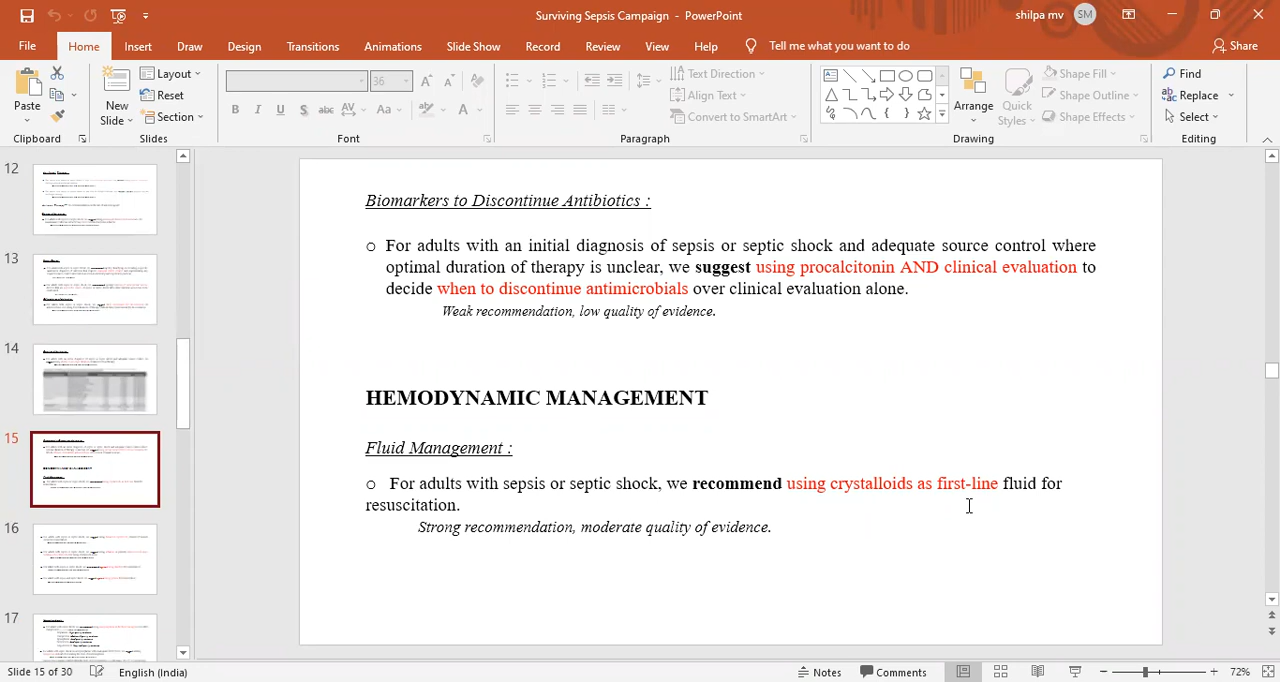 Surviving Sepsis Campaign - PowerPoint
shilpa mv SM
File Home Insert Draw Design Transitions Animations Slide Show Record Review View Help Tell me what you want to do Share
Paste
Clipboard
New Slide
Layout
Reset
Section
Slides
36
B I U S abc AV Aa A
Font
Text Direction
Align Text
Convert to SmartArt
Paragraph
Arrange
Quick Styles
Shape Fill
Shape Outline
Shape Effects
Drawing
Find
Replace
Select
Editing
12
13
14
15
16
17
Biomarkers to Discontinue Antibiotics :
o For adults with an initial diagnosis of sepsis or septic shock and adequate source control where
optimal duration of therapy is unclear, we suggest using procalcitonin AND clinical evaluation to
decide when to discontinue antimicrobials over clinical evaluation alone.
Weak recommendation, low quality of evidence.
HEMODYNAMIC MANAGEMENT
Fluid Management :
o For adults with sepsis or septic shock, we recommend using crystalloids as first-line fluid for
resuscitation.
Strong recommendation, moderate quality of evidence.
Slide 15 of 30 English (India) Notes Comments 72%